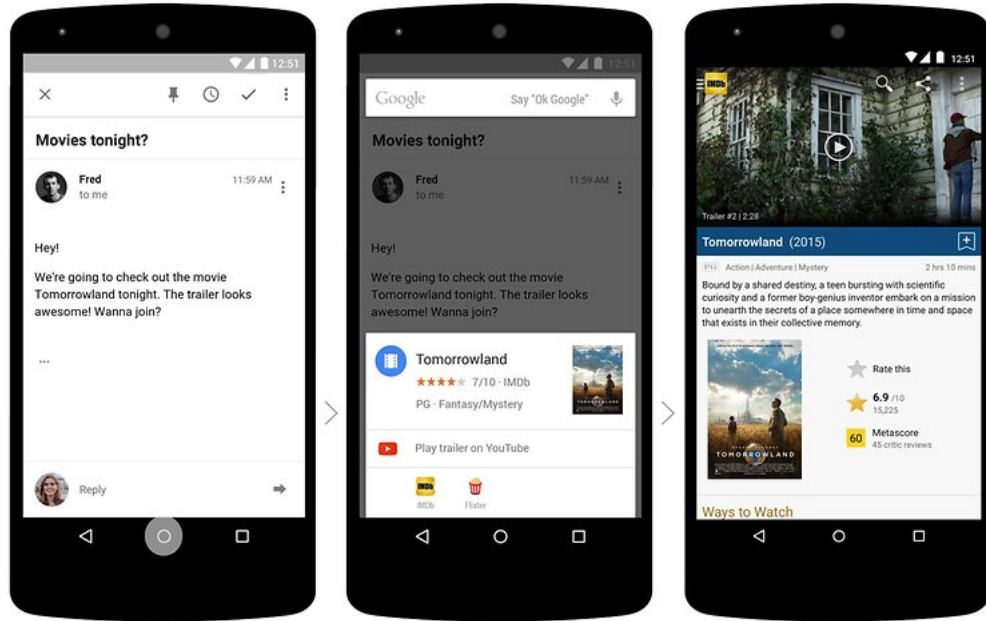 12:51
Movies tonight?
Fred
11:59 AM
to me
Hey!
We're going to check out the movie
Tomorrowland tonight. The trailer looks
awesome! Wanna join?
...
Reply
12:51
Google
Say "Ok Google"
Movies tonight?
Fred
11:59 AM
to me
Hey!
We're going to check out the movie
Tomorrowland tonight. The trailer looks
awesome! Wanna join?
Tomorrowland
7/10 · IMDb
PG · Fantasy/Mystery
Play trailer on YouTube
IMDb
IMDb
Flixter
12:51
IMDb
Trailer #2 | 2:28
Tomorrowland (2015)
PG Action | Adventure | Mystery
2 hrs 10 mins
Bound by a shared destiny, a teen bursting with scientific
curiosity and a former boy-genius inventor embark on a mission
to unearth the secrets of a place somewhere in time and space
that exists in their collective memory.
TOMORROWLAND
Rate this
6.9 /10
15,225
60
Metascore
45 critic reviews
Ways to Watch